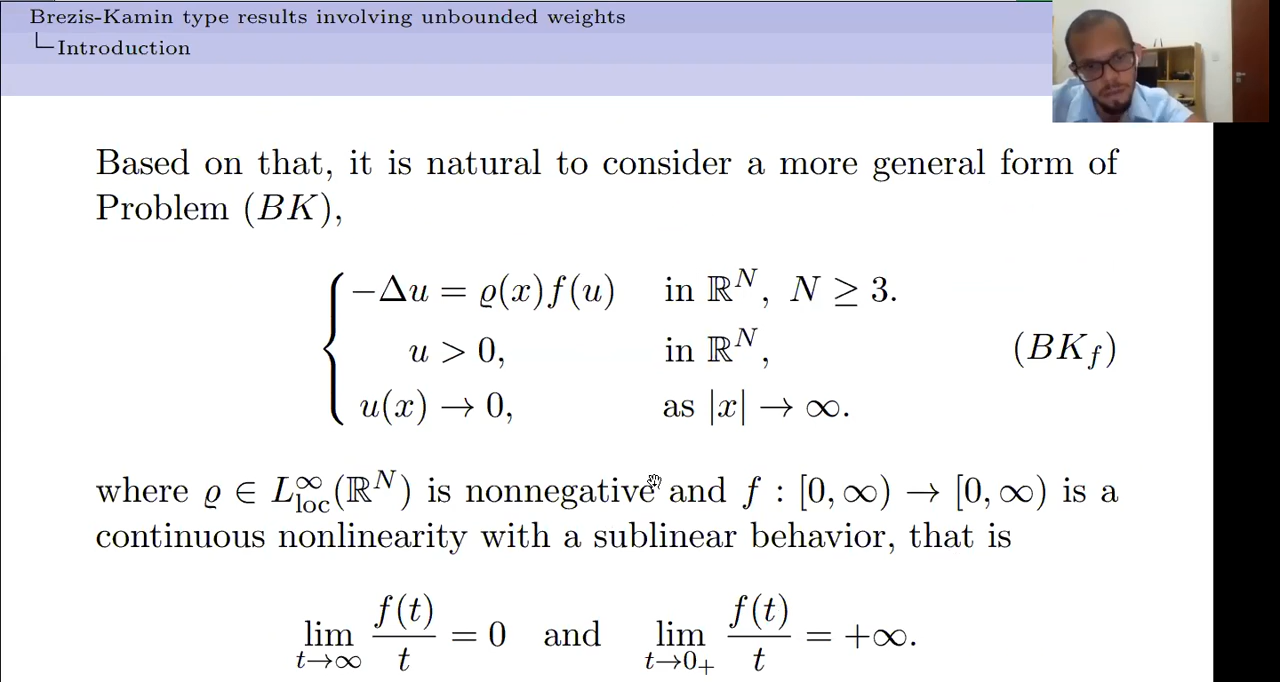 Brezis-Kamin type results involving unbounded weights
Introduction
Based on that, it is natural to consider a more general form of
Problem (BK),
−Δu = ϱ(x)f(u) in ℝ^N, N ≥ 3.
u > 0, in ℝ^N,
(BK_f)
u(x) → 0, as |x| → ∞.
where ϱ ∈ L^∞_loc(ℝ^N) is nonnegative and f : [0, ∞) → [0, ∞) is a
continuous nonlinearity with a sublinear behavior, that is
lim_{t→∞} f(t)/t = 0 and lim_{t→0+} f(t)/t = +∞.